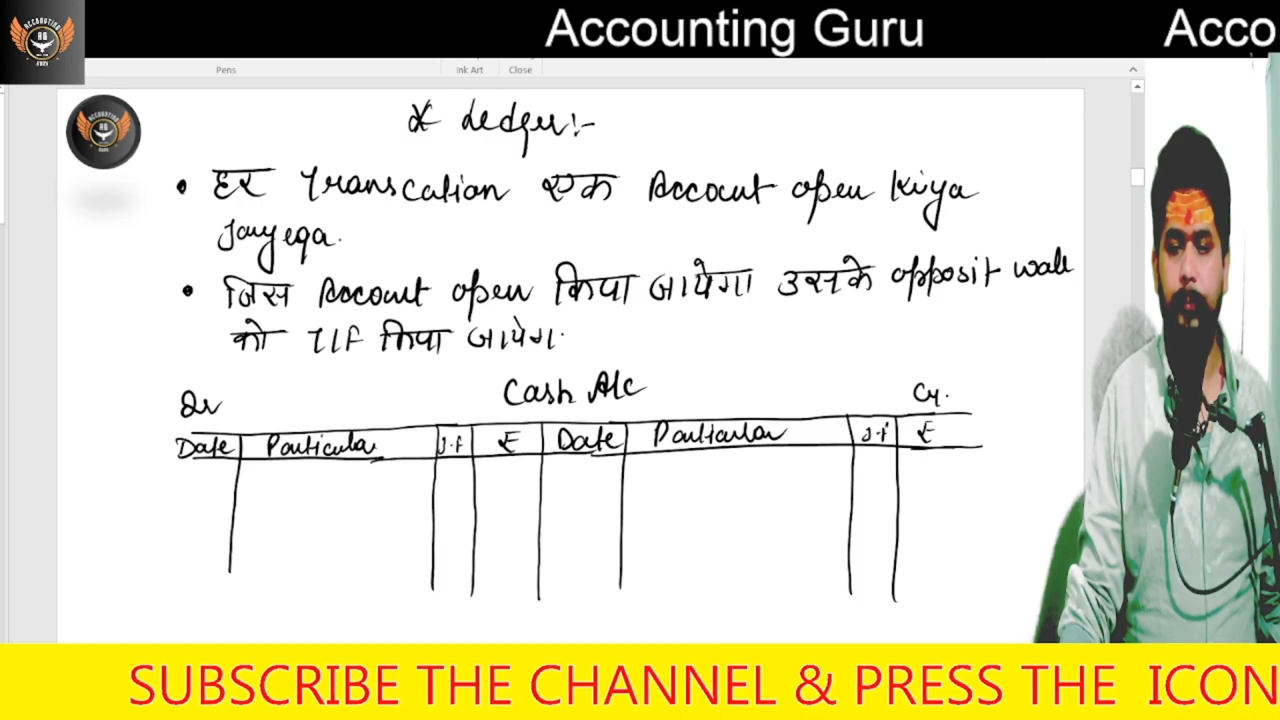 Accounting Guru
Acco
Pens
Ink Art
Close
* Ledger:-
• हर Transcation एक Account open Kiya
Jayega.
• जिस Account open किया जायेगा उसके opposit wale
को T/F किया जायेगा.
Dr
Cash A/c
Cr.
Date Particular J.F ₹ Date Particular J.F ₹
SUBSCRIBE THE CHANNEL & PRESS THE ICON